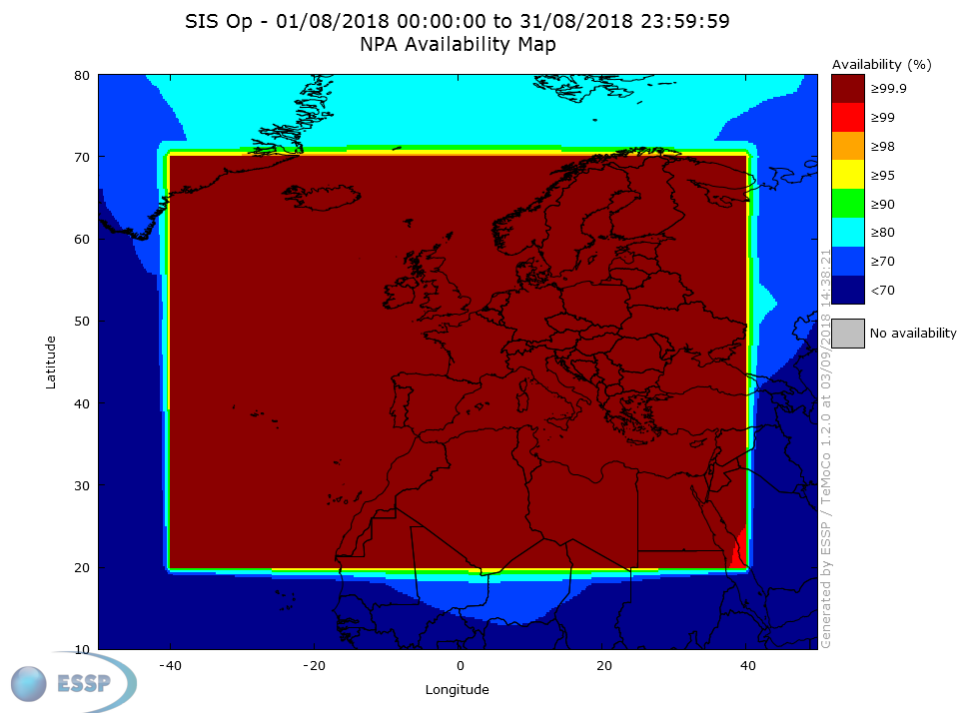 SIS Op - 01/08/2018 00:00:00 to 31/08/2018 23:59:59
NPA Availability Map
Availability (%)
≥99.9
≥99
≥98
≥95
≥90
≥80
≥70
<70
No availability
80
70
60
50
40
30
20
10
Latitude
-40
-20
0
20
40
Longitude
Generated by ESSP / TeMoCo 1.2.0 at 03/09/2018 14:38:21
ESSP